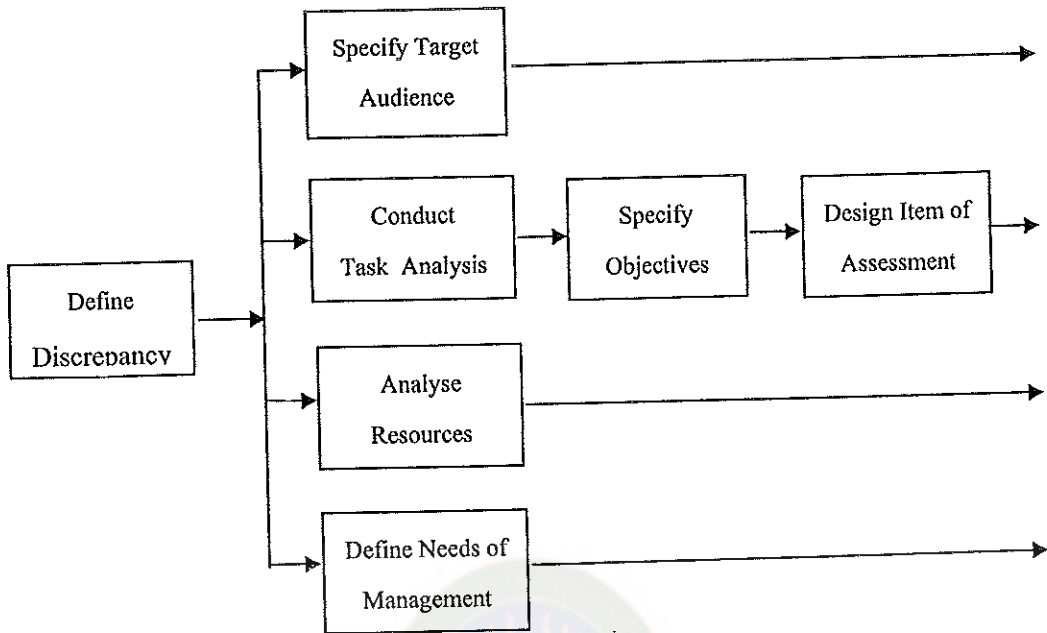 Specify Target
Audience
Conduct
Task Analysis
Specify
Objectives
Design Item of
Assessment
Define
Discrepancy
Analyse
Resources
Define Needs of
Management